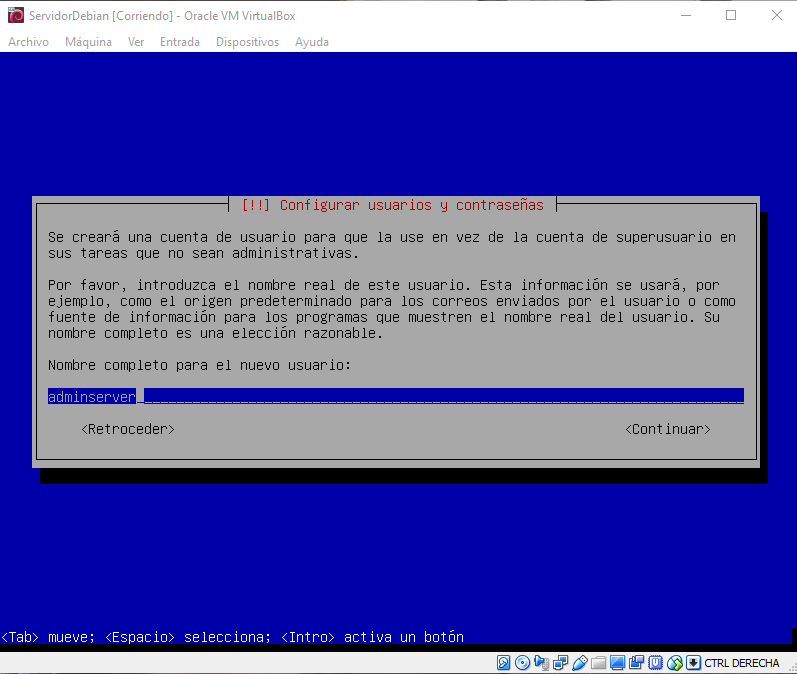 ServidorDebian [Corriendo] - Oracle VM VirtualBox
Archivo Máquina Ver Entrada Dispositivos Ayuda
[!!] Configurar usuarios y contraseñas
Se creará una cuenta de usuario para que la use en vez de la cuenta de superusuario en
sus tareas que no sean administrativas.
Por favor, introduzca el nombre real de este usuario. Esta información se usará, por
ejemplo, como el origen predeterminado para los correos enviados por el usuario o como
fuente de información para los programas que muestren el nombre real del usuario. Su
nombre completo es una elección razonable.
Nombre completo para el nuevo usuario:
adminserver
<Retroceder> <Continuar>
<Tab> mueve; <Espacio> selecciona; <Intro> activa un botón
CTRL DERECHA